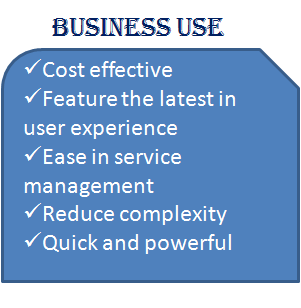 BUSINESS USE
✓Cost effective
✓Feature the latest in
user experience
✓Ease in service
management
✓Reduce complexity
✓Quick and powerful